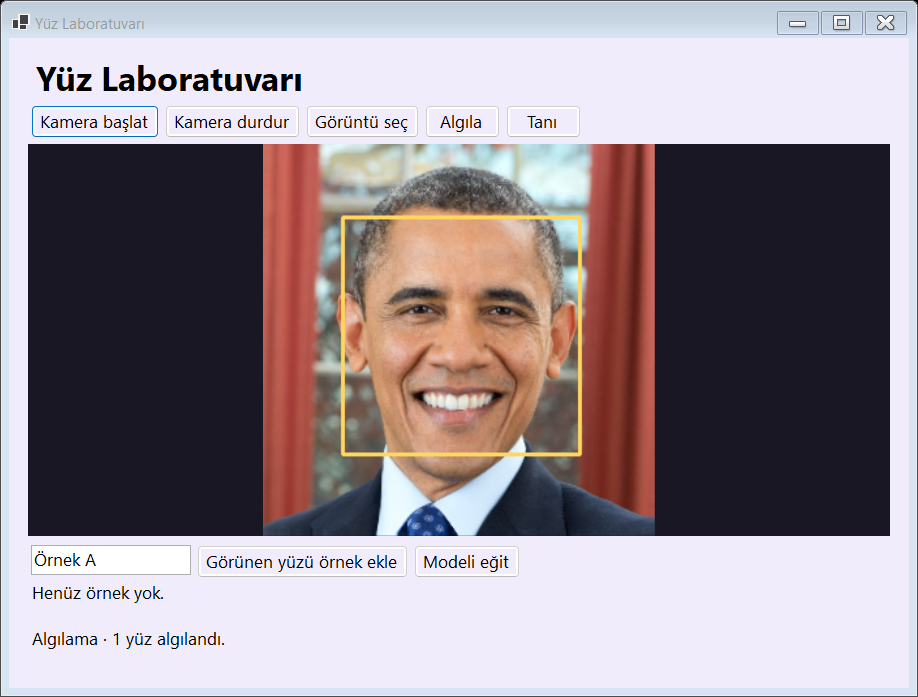 Yüz Laboratuvarı
Yüz Laboratuvarı
Kamera başlat Kamera durdur Görüntü seç Algıla Tanı
Örnek A Görünen yüzü örnek ekle Modeli eğit
Henüz örnek yok.
Algılama · 1 yüz algılandı.